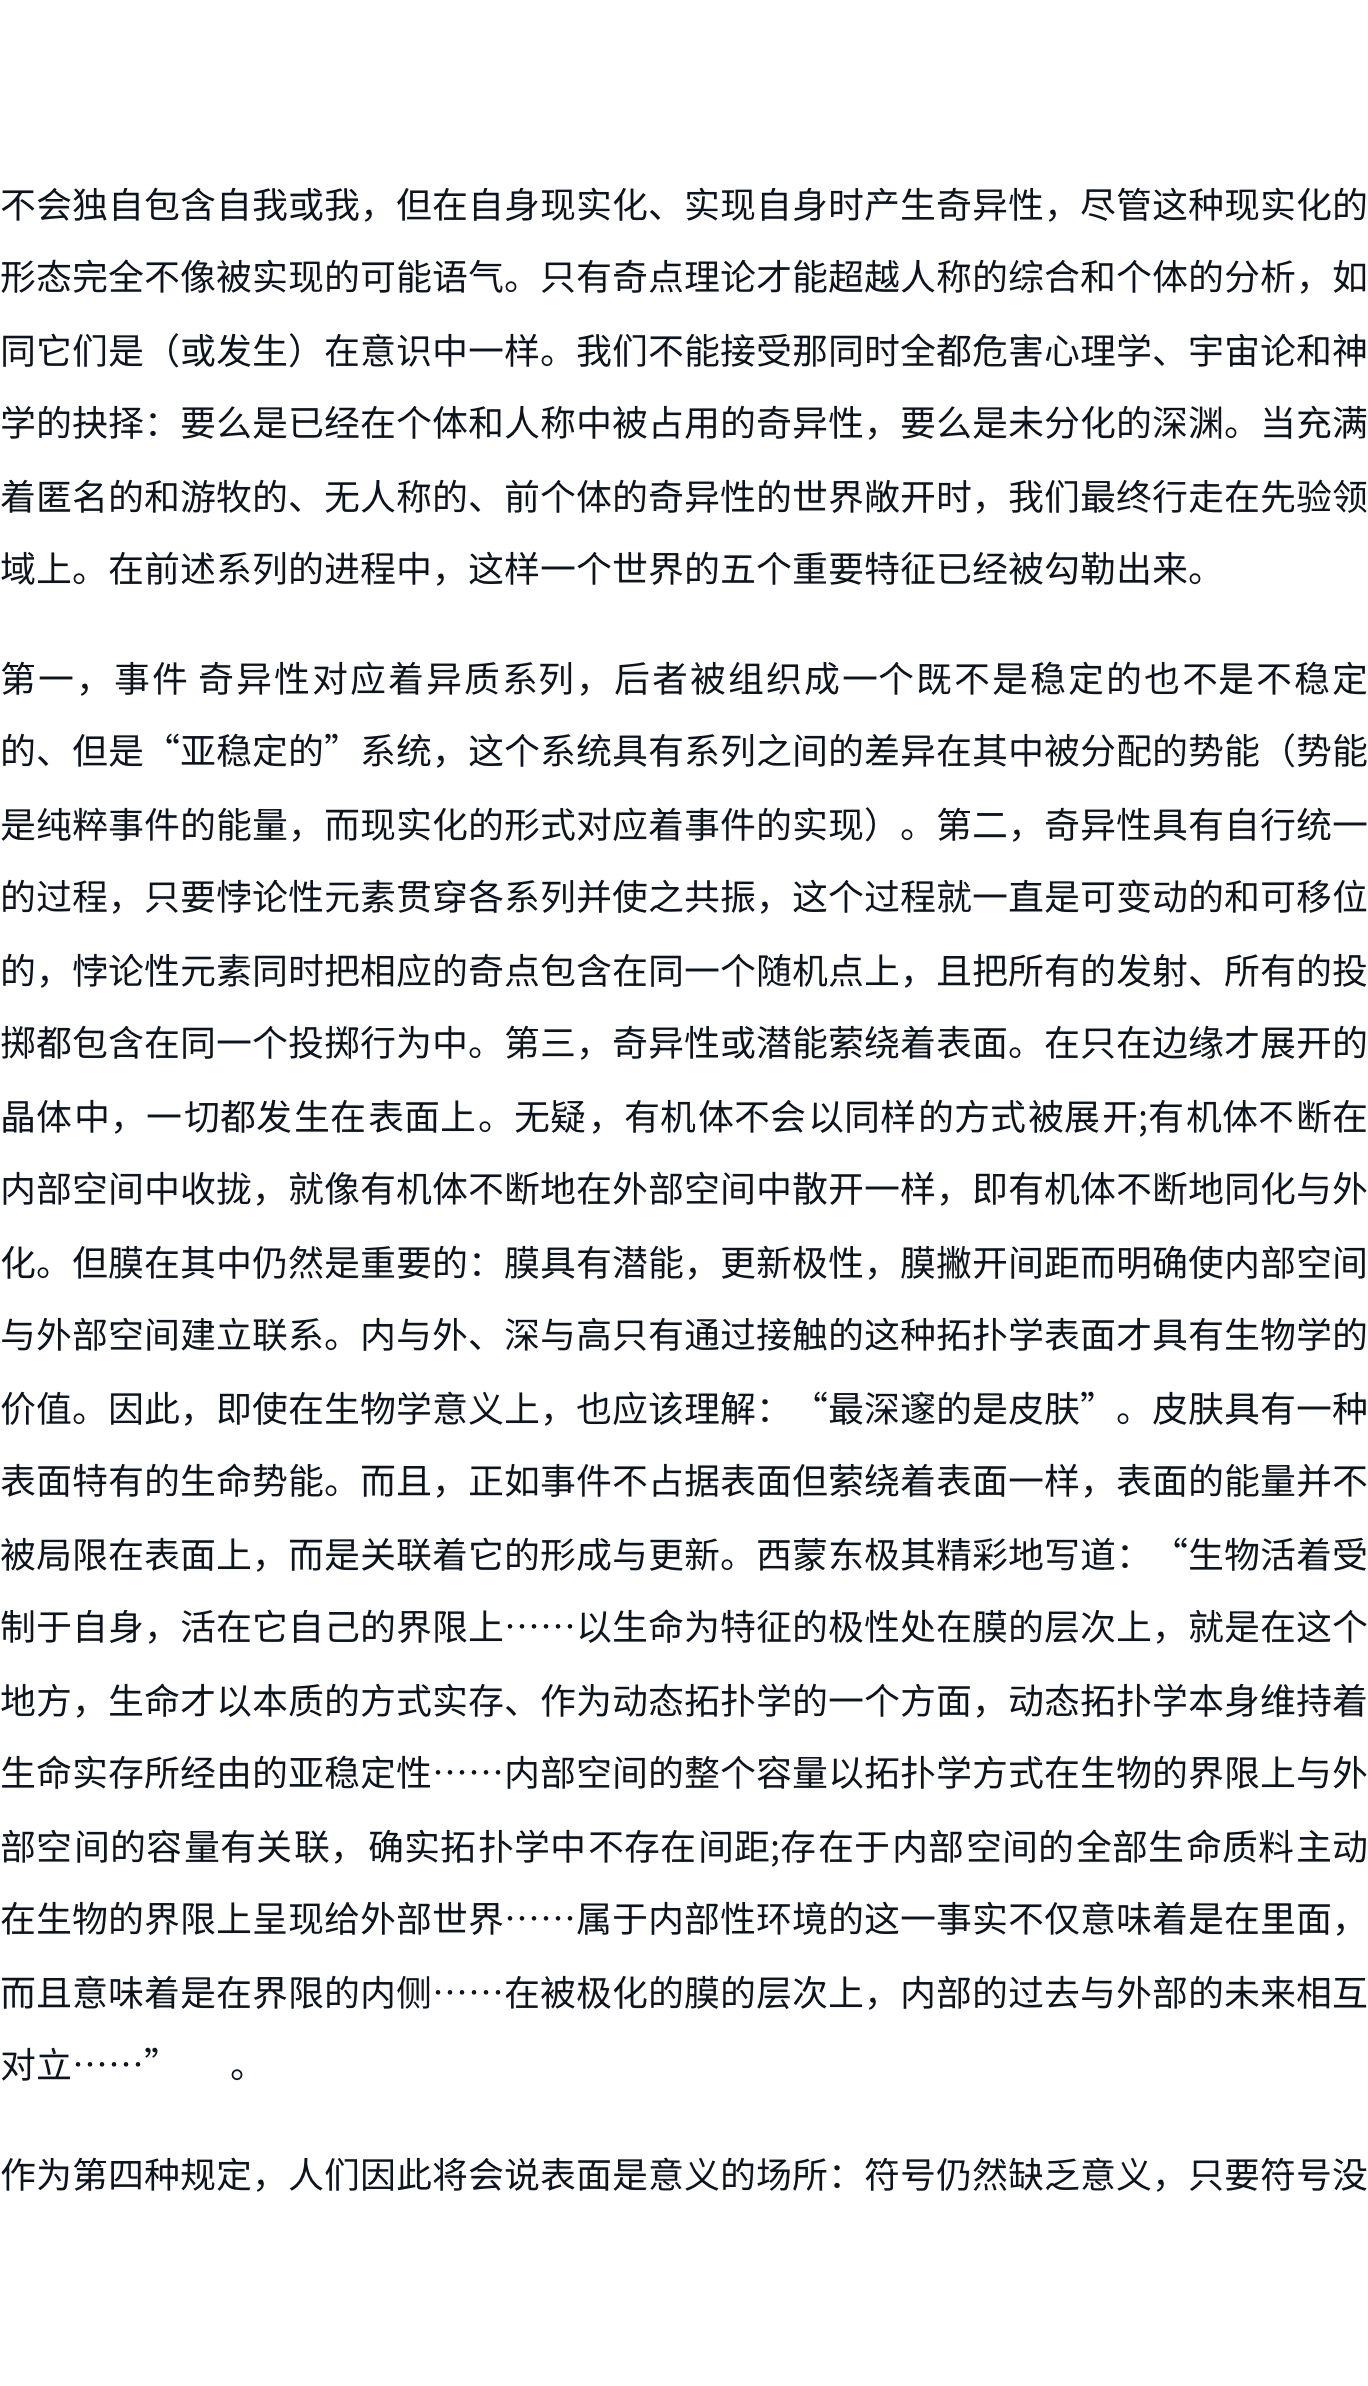 不会独自包含自我或我，但在自身现实化、实现自身时产生奇异性，尽管这种现实化的
形态完全不像被实现的可能语气。只有奇点理论才能超越人称的综合和个体的分析，如
同它们是（或发生）在意识中一样。我们不能接受那同时全都危害心理学、宇宙论和神
学的抉择：要么是已经在个体和人称中被占用的奇异性，要么是未分化的深渊。当充满
着匿名的和游牧的、无人称的、前个体的奇异性的世界敞开时，我们最终行走在先验领
域上。在前述系列的进程中，这样一个世界的五个重要特征已经被勾勒出来。
第一，事件 奇异性对应着异质系列，后者被组织成一个既不是稳定的也不是不稳定
的、但是“亚稳定的”系统，这个系统具有系列之间的差异在其中被分配的势能（势能
是纯粹事件的能量，而现实化的形式对应着事件的实现）。第二，奇异性具有自行统一
的过程，只要悖论性元素贯穿各系列并使之共振，这个过程就一直是可变动的和可移位
的，悖论性元素同时把相应的奇点包含在同一个随机点上，且把所有的发射、所有的投
掷都包含在同一个投掷行为中。第三，奇异性或潜能萦绕着表面。在只在边缘才展开的
晶体中，一切都发生在表面上。无疑，有机体不会以同样的方式被展开;有机体不断在
内部空间中收拢，就像有机体不断地在外部空间中散开一样，即有机体不断地同化与外
化。但膜在其中仍然是重要的：膜具有潜能，更新极性，膜撇开间距而明确使内部空间
与外部空间建立联系。内与外、深与高只有通过接触的这种拓扑学表面才具有生物学的
价值。因此，即使在生物学意义上，也应该理解：“最深邃的是皮肤”。皮肤具有一种
表面特有的生命势能。而且，正如事件不占据表面但萦绕着表面一样，表面的能量并不
被局限在表面上，而是关联着它的形成与更新。西蒙东极其精彩地写道：“生物活着受
制于自身，活在它自己的界限上……以生命为特征的极性处在膜的层次上，就是在这个
地方，生命才以本质的方式实存、作为动态拓扑学的一个方面，动态拓扑学本身维持着
生命实存所经由的亚稳定性……内部空间的整个容量以拓扑学方式在生物的界限上与外
部空间的容量有关联，确实拓扑学中不存在间距;存在于内部空间的全部生命质料主动
在生物的界限上呈现给外部世界……属于内部性环境的这一事实不仅意味着是在里面，
而且意味着是在界限的内侧……在被极化的膜的层次上，内部的过去与外部的未来相互
对立……”　　。
作为第四种规定，人们因此将会说表面是意义的场所：符号仍然缺乏意义，只要符号没